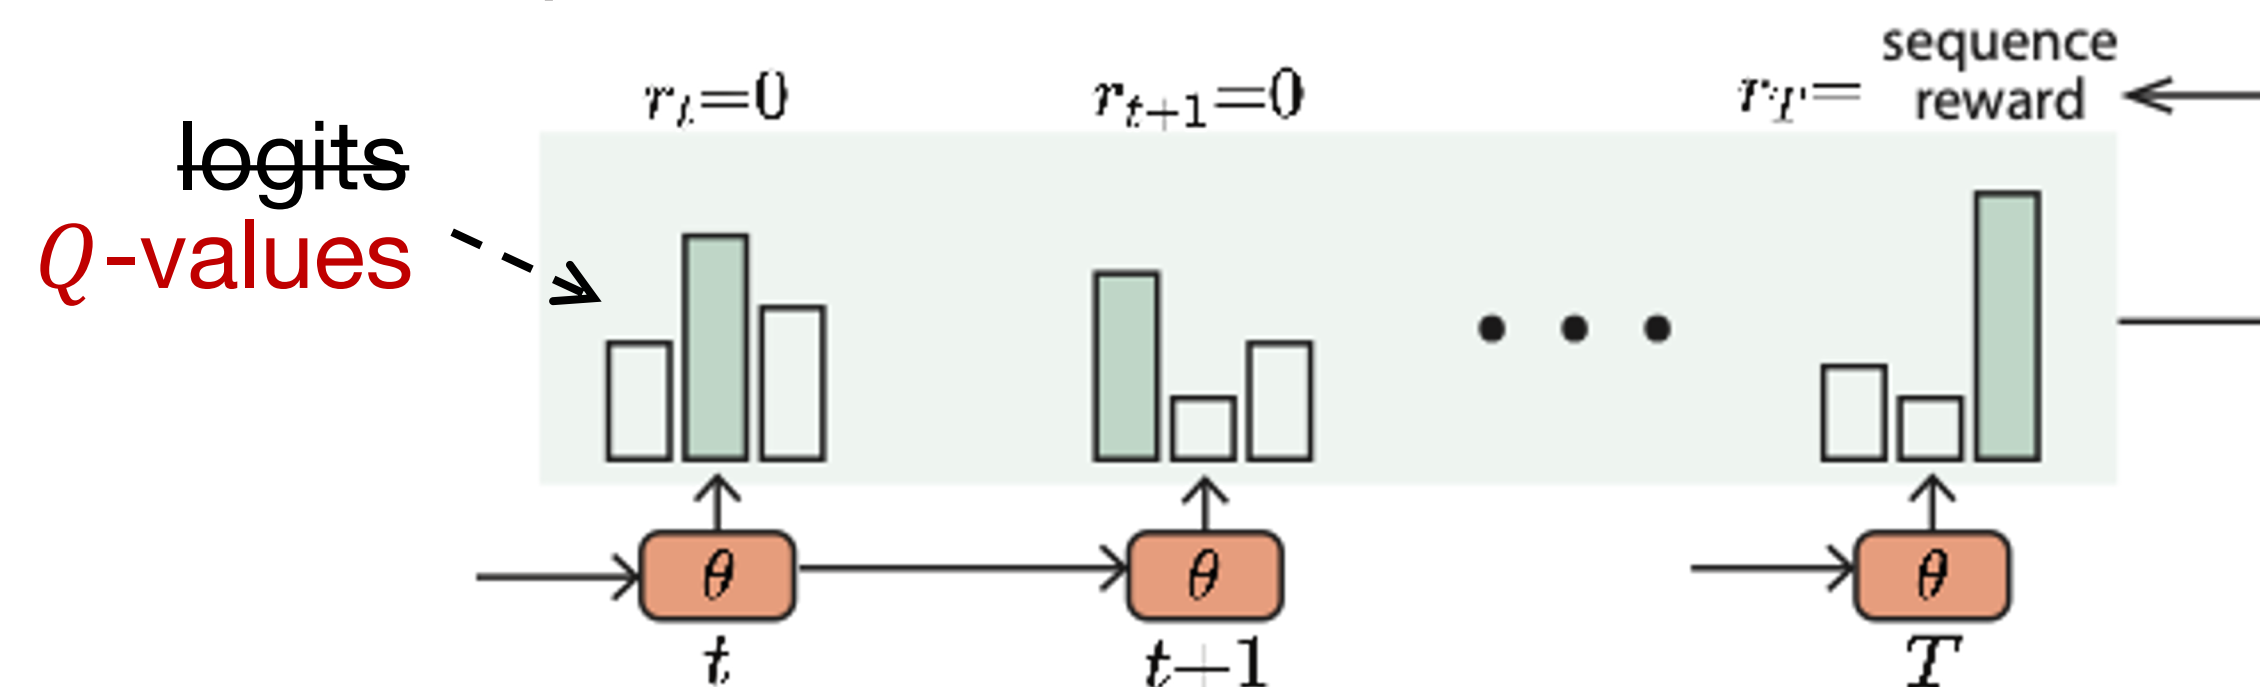 sequence
r_t=0 r_{t+1}=0 r_T= reward
logits
Q-values
θ θ θ
t t+1 T